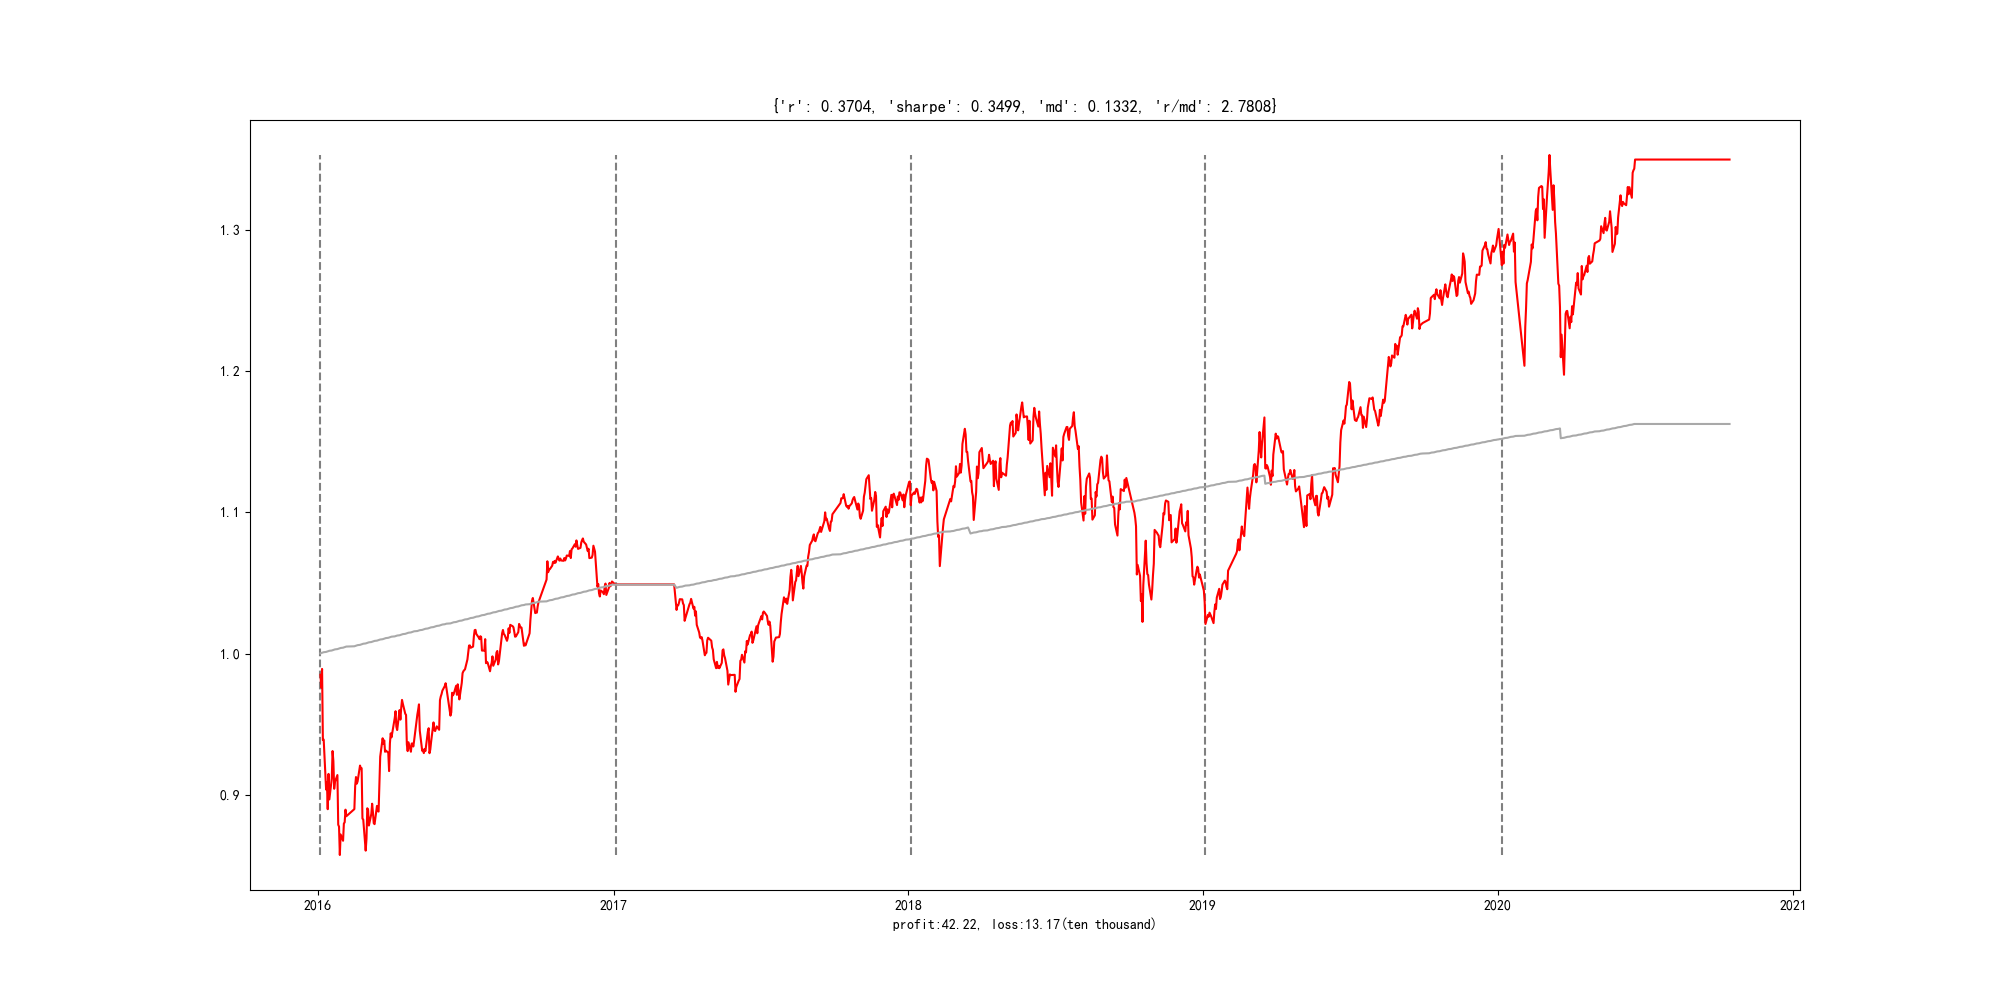 {'r': 0.3704, 'sharpe': 0.3499, 'md': 0.1332, 'r/md': 2.7808}
1.3
1.2
1.1
1.0
0.9
2016 2017 2018 2019 2020 2021
profit:42.22, loss:13.17(ten thousand)